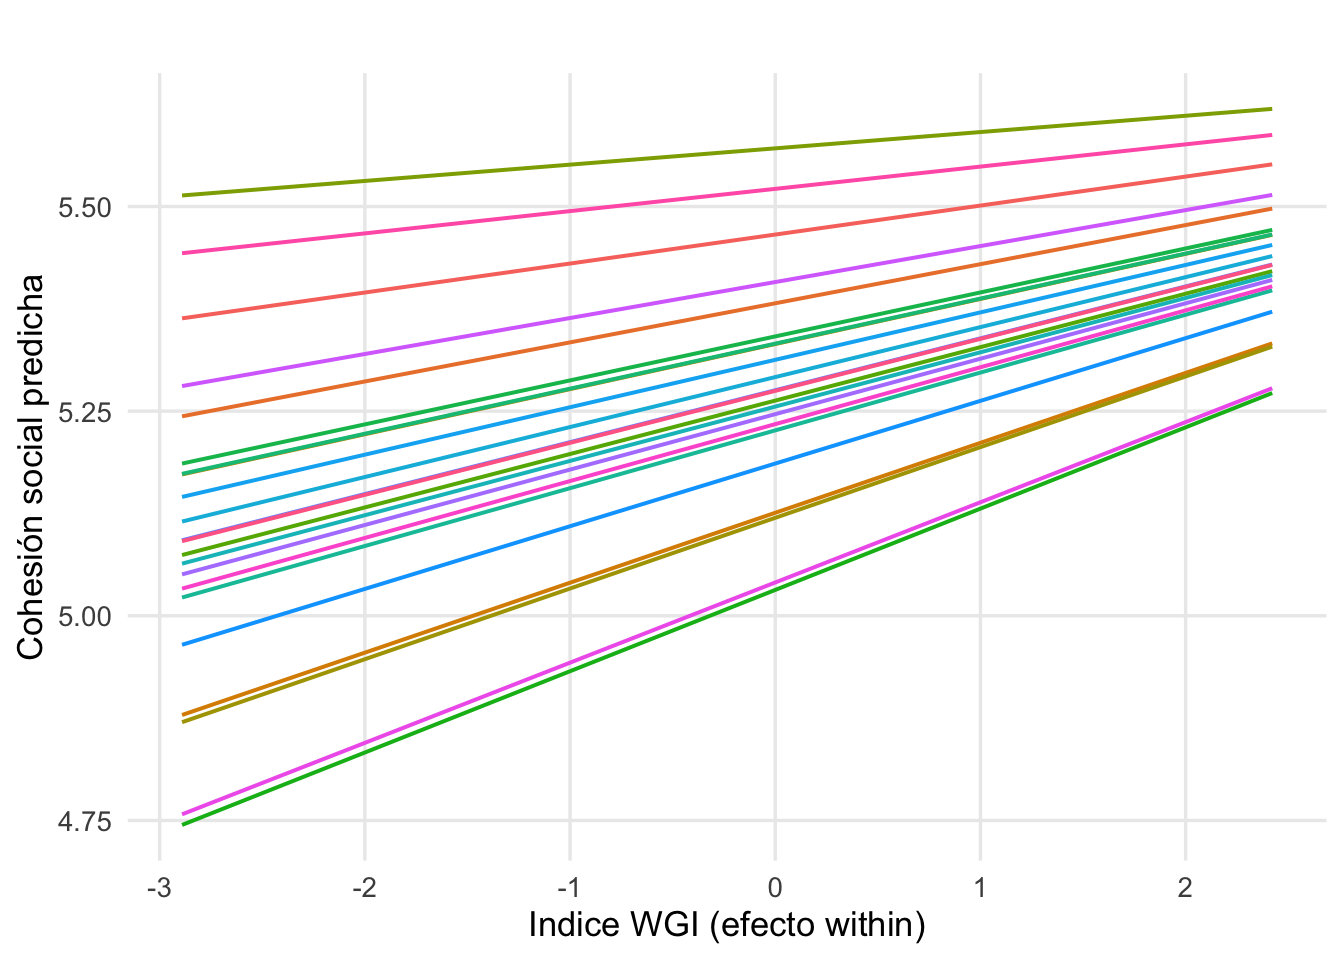 Cohesión social predicha
5.50
5.25
5.00
4.75
-3 -2 -1 0 1 2
Indice WGI (efecto within)